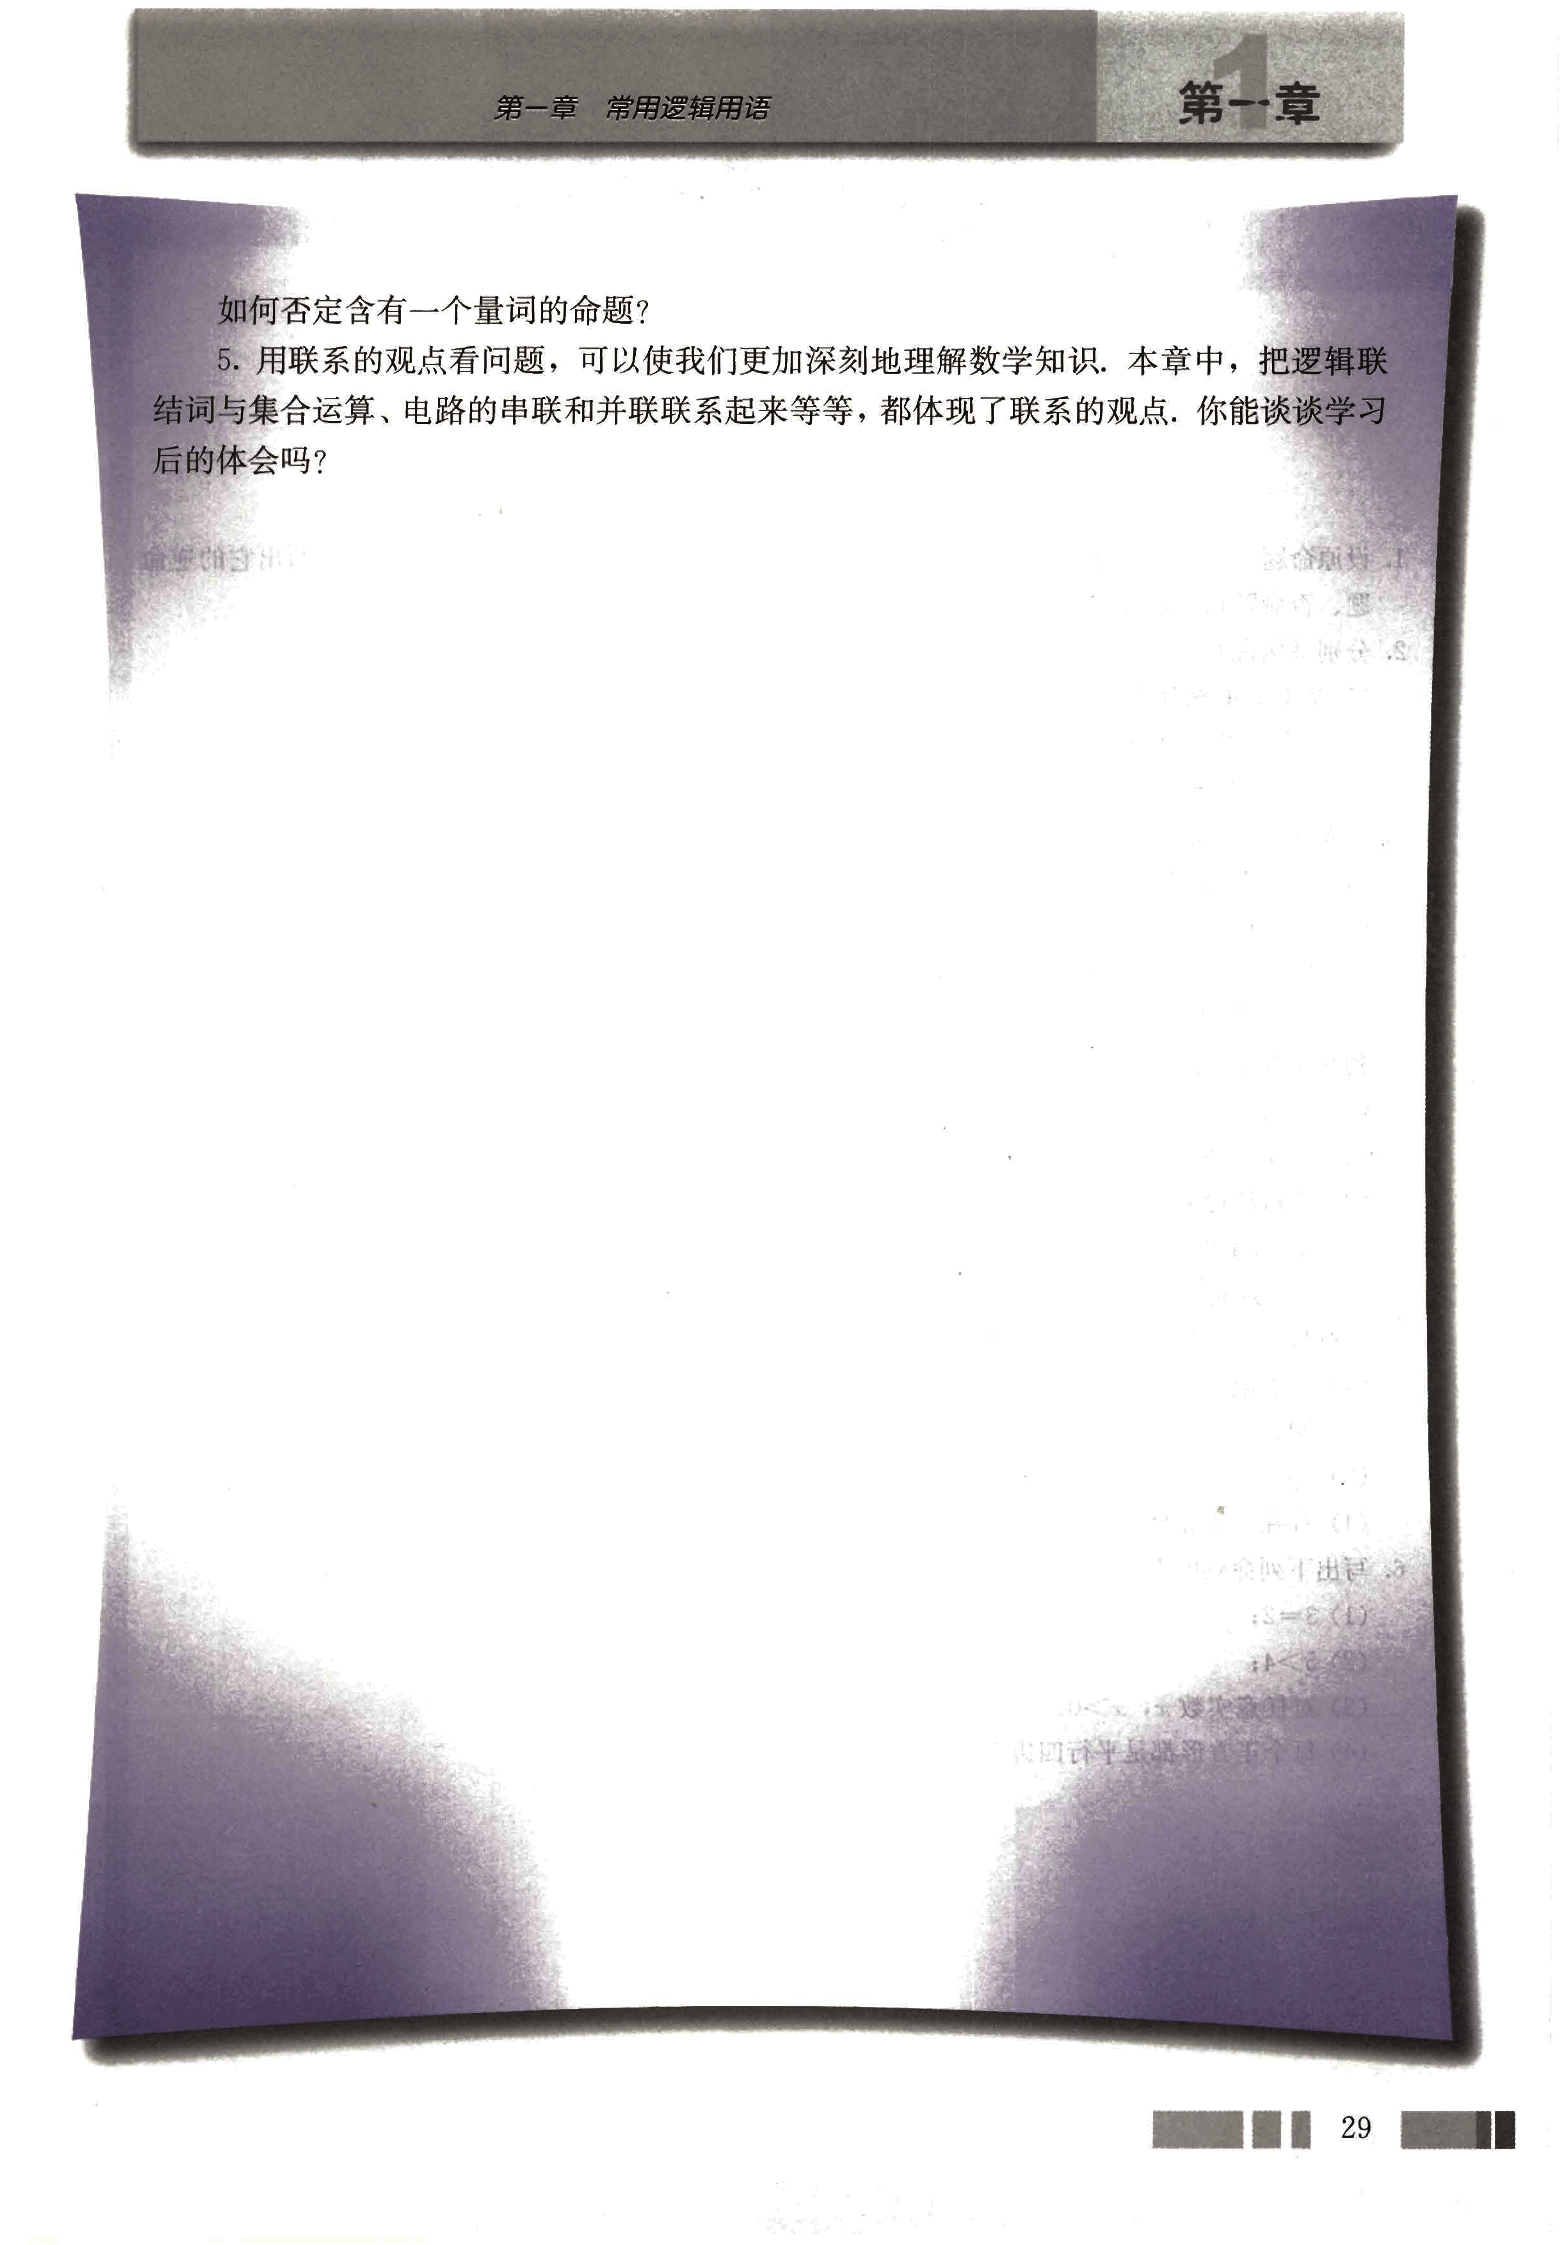 第一章 常用逻辑用语
第一章
如何否定含有一个量词的命题?
5. 用联系的观点看问题，可以使我们更加深刻地理解数学知识. 本章中，把逻辑联
结词与集合运算、电路的串联和并联联系起来等等，都体现了联系的观点. 你能谈谈学习
后的体会吗?
29